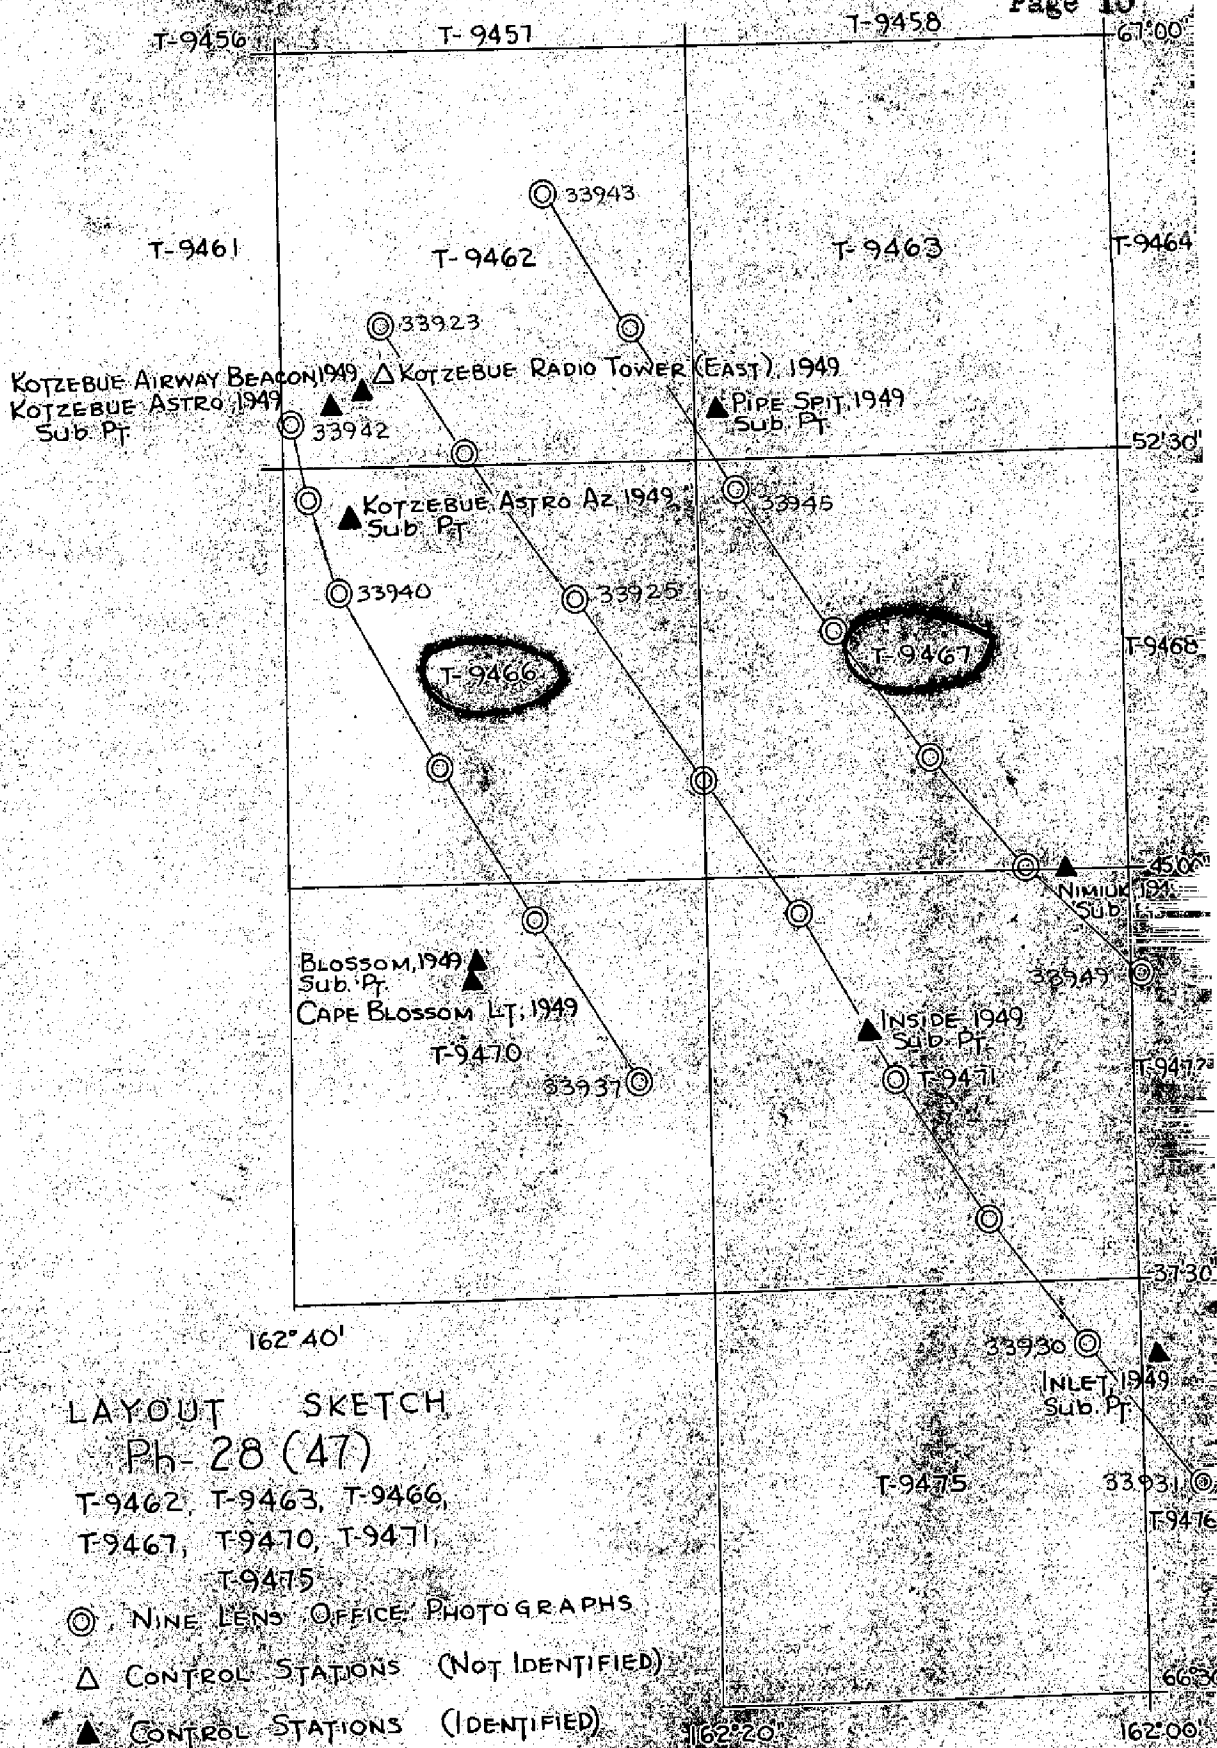 Page 10
T-9456
T-9457
T-9458
67°00'
33943
T-9461
T-9462
T-9463
T-9464
33923
KOTZEBUE AIRWAY BEACON, 1949
KOTZEBUE RADIO TOWER (EAST), 1949
KOTZEBUE ASTRO, 1949
Sub. Pt.
33942
PIPE SPIT, 1949
Sub. Pt.
52'30"
KOTZEBUE ASTRO AZ, 1949
Sub Pt
33945
33940
33925
T-9466
T-9467
T-9468
45'00"
NIMIUK
Sub.
BLOSSOM, 1949
Sub. Pt.
CAPE BLOSSOM LT, 1949
33949
INSIDE, 1949
Sub. Pt.
T-9470
33937
T-9471
T-9472
37'30"
162°40'
33930
INLET, 1949
Sub. Pt.
LAYOUT SKETCH
Ph-28 (47)
T-9462, T-9463, T-9466,
T-9467, T-9470, T-9471,
T-9475
T-9475
33931
T-9476
NINE LENS OFFICE PHOTOGRAPHS
CONTROL STATIONS (NOT IDENTIFIED)
CONTROL STATIONS (IDENTIFIED)
66°30
162°20'
162°00'